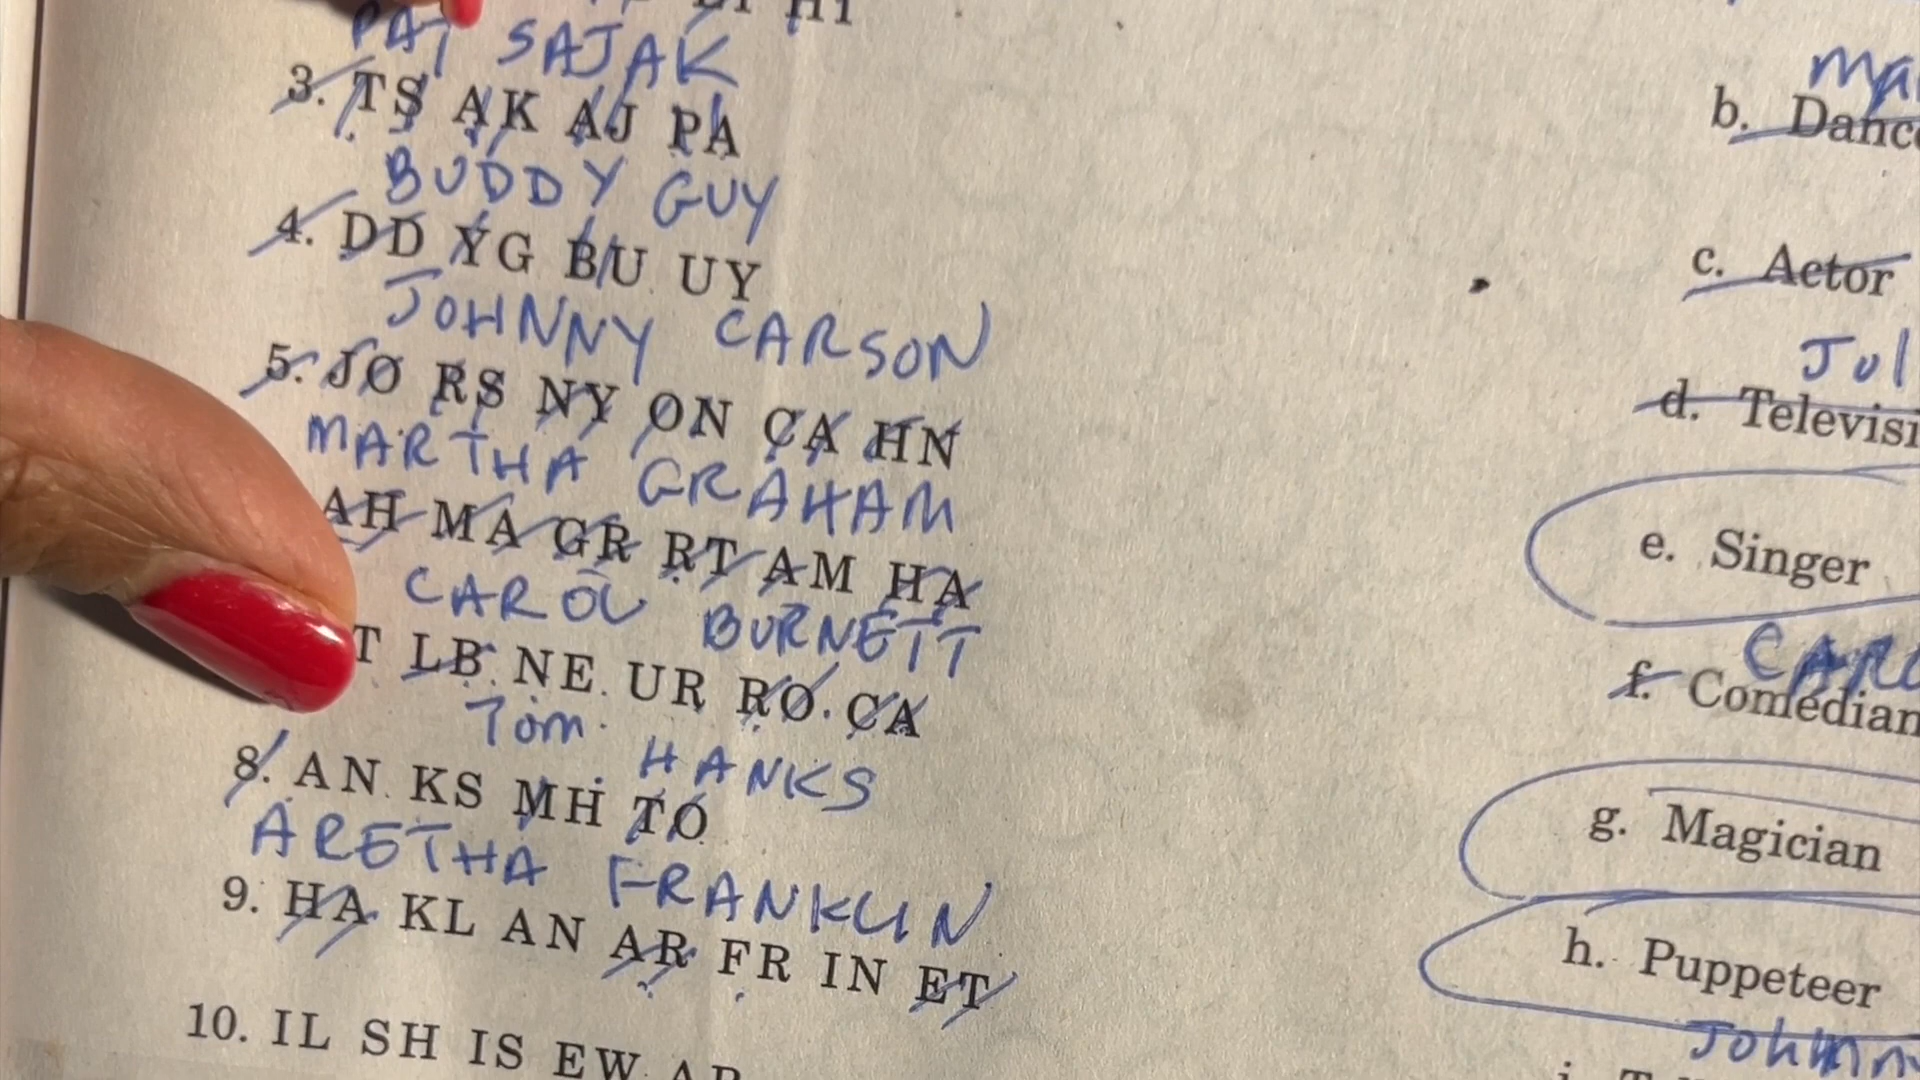 PAT SAJAK
3. TS AK AJ PA
BUDDY GUY
4. DD YG BU UY
JOHNNY CARSON
5. JO RS NY ON CA HN
MARTHA GRAHAM
AH MA GR RT AM HA
CAROL BURNETT
T LB NE UR RO CA
TOM HANKS
8. AN KS MH TO
ARETHA FRANKLIN
9. HA KL AN AR FR IN ET
10. IL SH IS EW AR
b. Danc
c. Actor
Jul
d. Televisi
e. Singer
CARO
f. Comedian
g. Magician
h. Puppeteer
Johnn